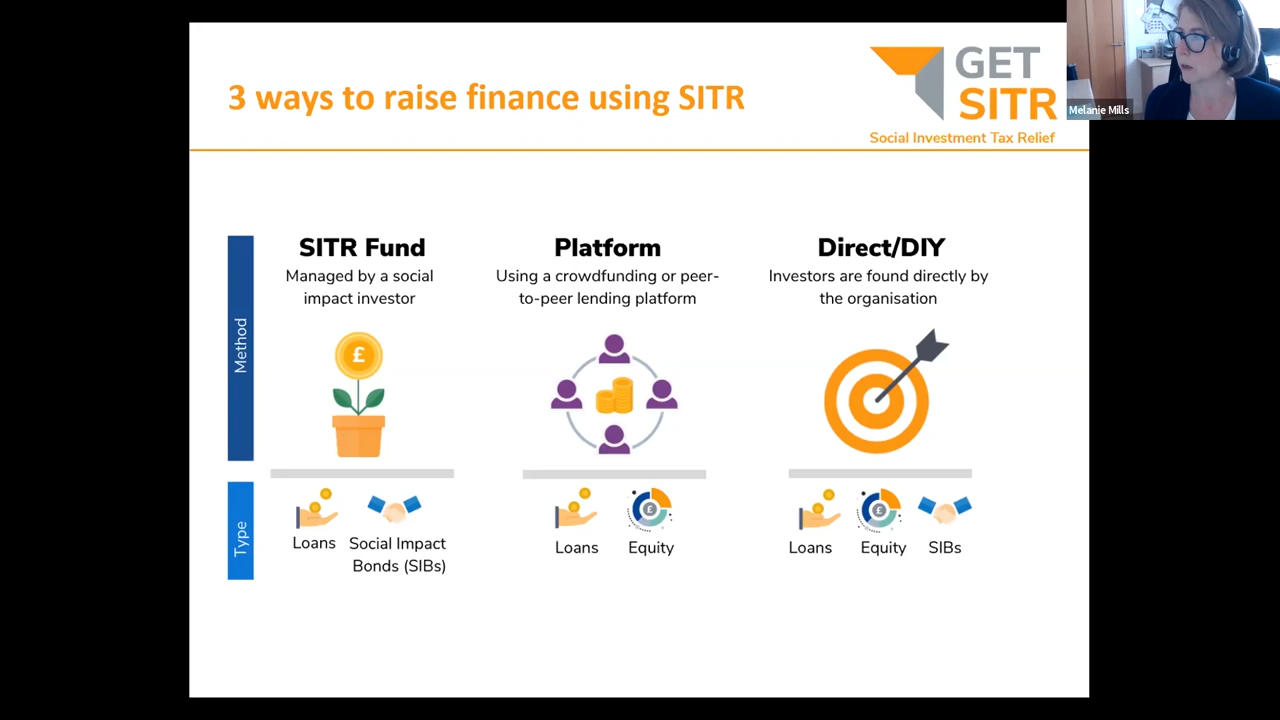 3 ways to raise finance using SITR
GET
SITR
Social Investment Tax Relief
Melanie Mills
Method
SITR Fund
Managed by a social
impact investor
£
Platform
Using a crowdfunding or peer-
to-peer lending platform
Direct/DIY
Investors are found directly by
the organisation
Type
Loans
Social Impact
Bonds (SIBs)
Loans
£
Equity
Loans
£
Equity
SIBs